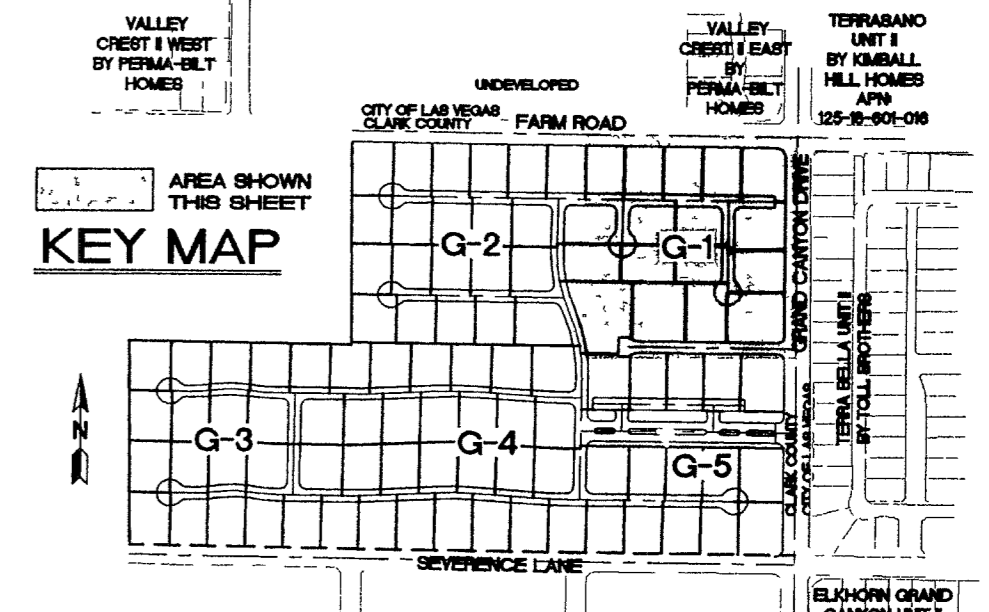 VALLEY
CREST II WEST
BY PERMA-BILT
HOMES
VALLEY
CREST II EAST
BY
PERMA-BILT
HOMES
TERRASANO
UNIT II
BY KIMBALL
HILL HOMES
APN:
125-18-601-016
UNDEVELOPED
CITY OF LAS VEGAS
CLARK COUNTY
FARM ROAD
AREA SHOWN
THIS SHEET
KEY MAP
G-2
G-1
GRAND CANYON DRIVE
TERRA BELLA UNIT II
BY TOLL BROTHERS
N
G-3
G-4
G-5
CLARK COUNTY
CITY OF LAS VEGAS
SEVERENCE LANE
ELKHORN GRAND
CANYON UNIT II